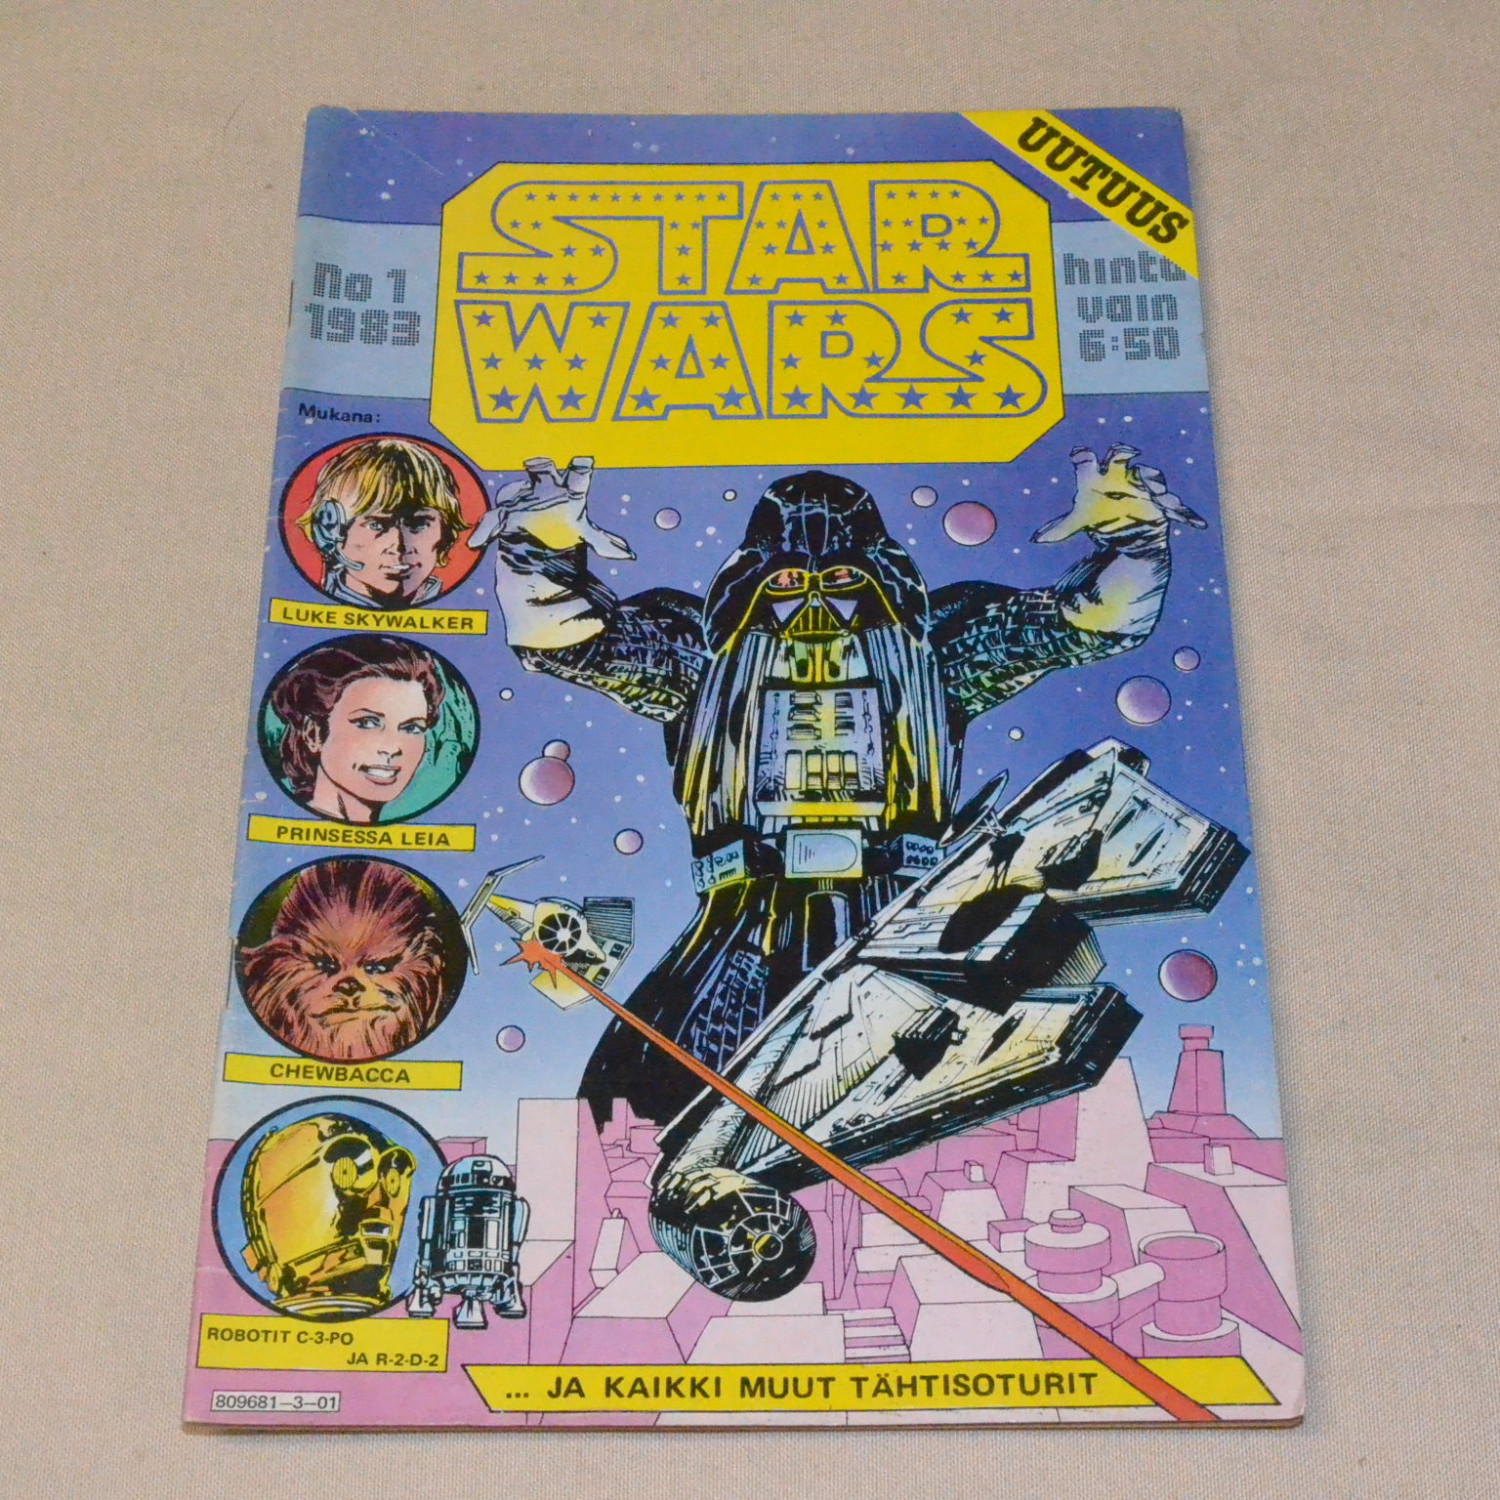 UUTUUS
STAR
WARS
No 1
1983
hinta
vain
6:50
Mukana:
LUKE SKYWALKER
PRINSESSA LEIA
CHEWBACCA
ROBOTIT C-3-PO
JA R-2-D-2
... JA KAIKKI MUUT TÄHTISOTURIT
809681-3-01